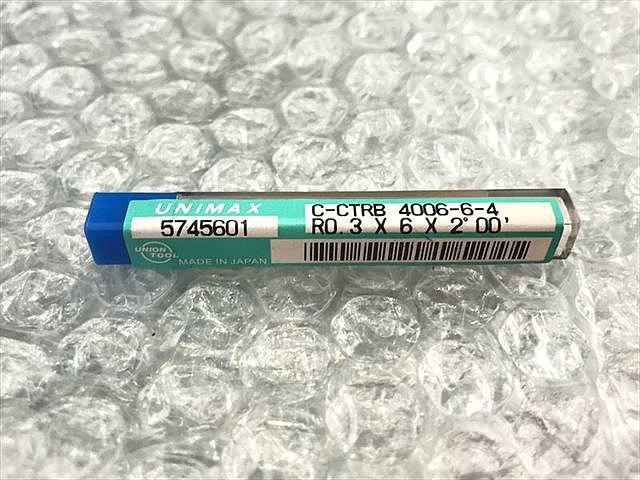 UNIMAX
5745601
C-CTRB 4006-6-4
R0.3 X 6 X 2°00'
UNION TOOL
MADE IN JAPAN